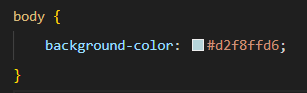 body {
background-color: #d2f8ffd6;
}